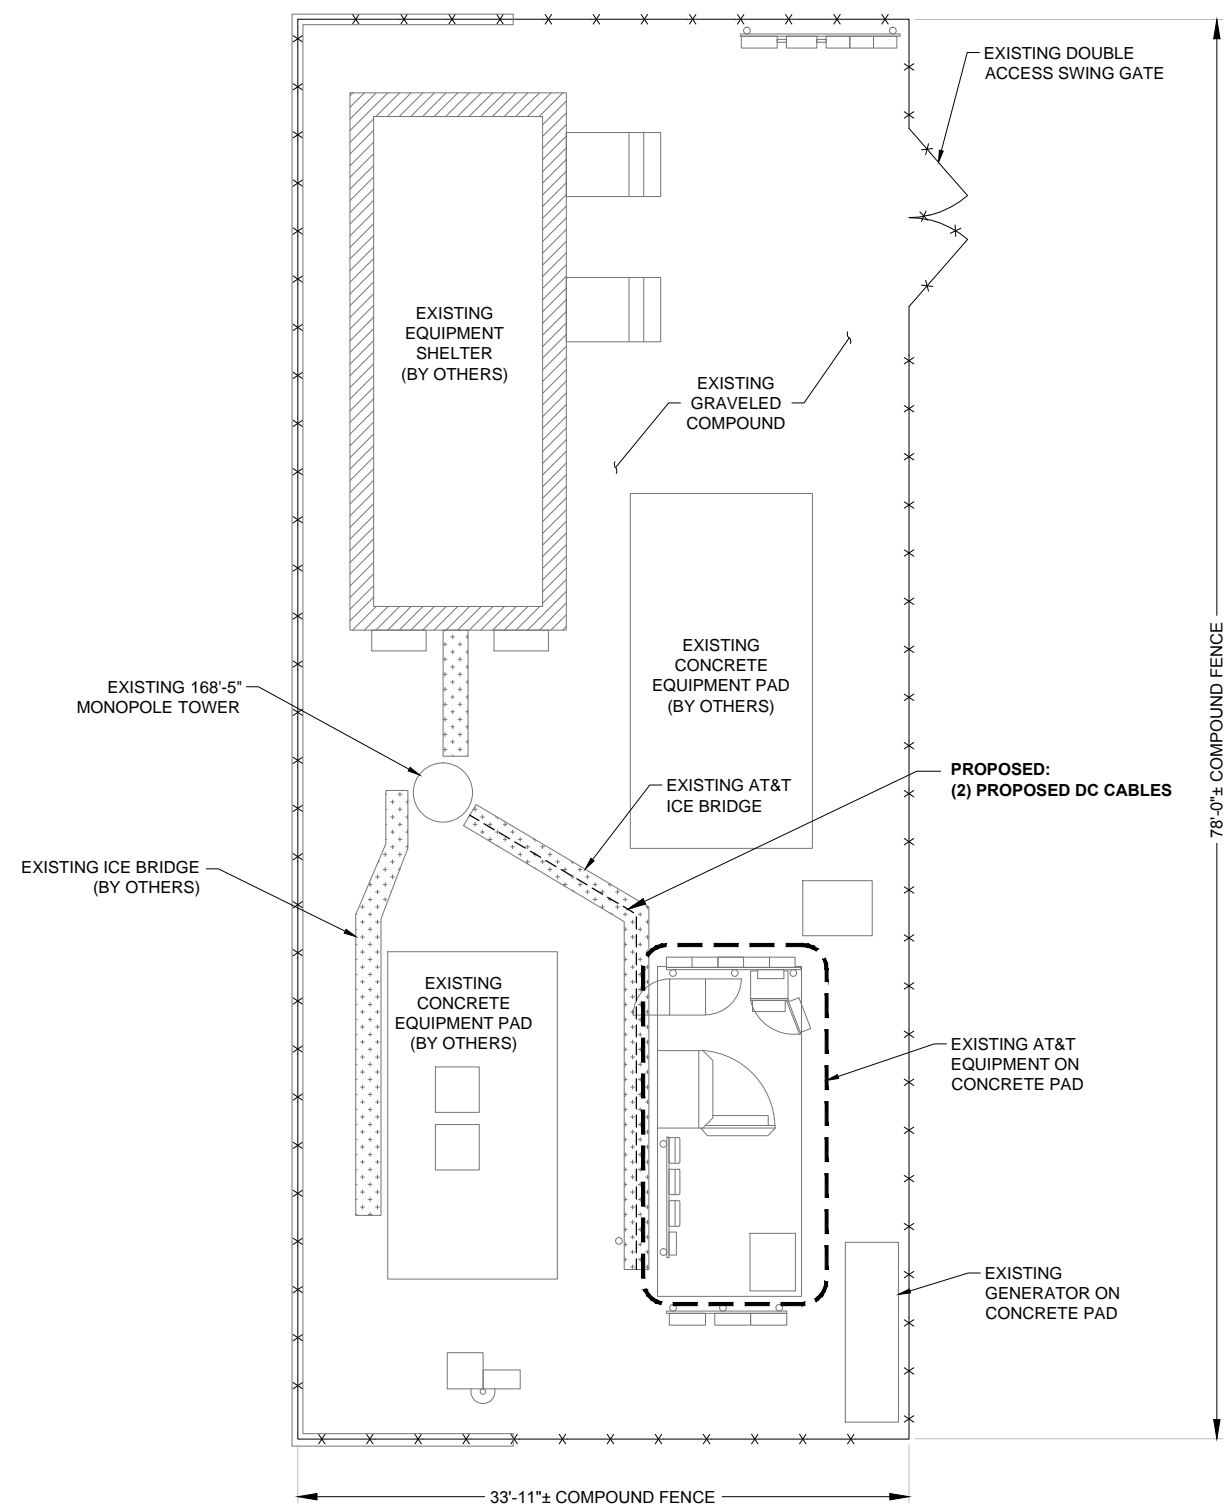 EXISTING DOUBLE
ACCESS SWING GATE
EXISTING
EQUIPMENT
SHELTER
(BY OTHERS)
EXISTING
GRAVELED
COMPOUND
EXISTING
CONCRETE
EQUIPMENT PAD
(BY OTHERS)
78'-0"± COMPOUND FENCE
EXISTING 168'-5"
MONOPOLE TOWER
PROPOSED:
(2) PROPOSED DC CABLES
EXISTING AT&T
ICE BRIDGE
EXISTING ICE BRIDGE
(BY OTHERS)
EXISTING
CONCRETE
EQUIPMENT PAD
(BY OTHERS)
EXISTING AT&T
EQUIPMENT ON
CONCRETE PAD
EXISTING
GENERATOR ON
CONCRETE PAD
33'-11"± COMPOUND FENCE